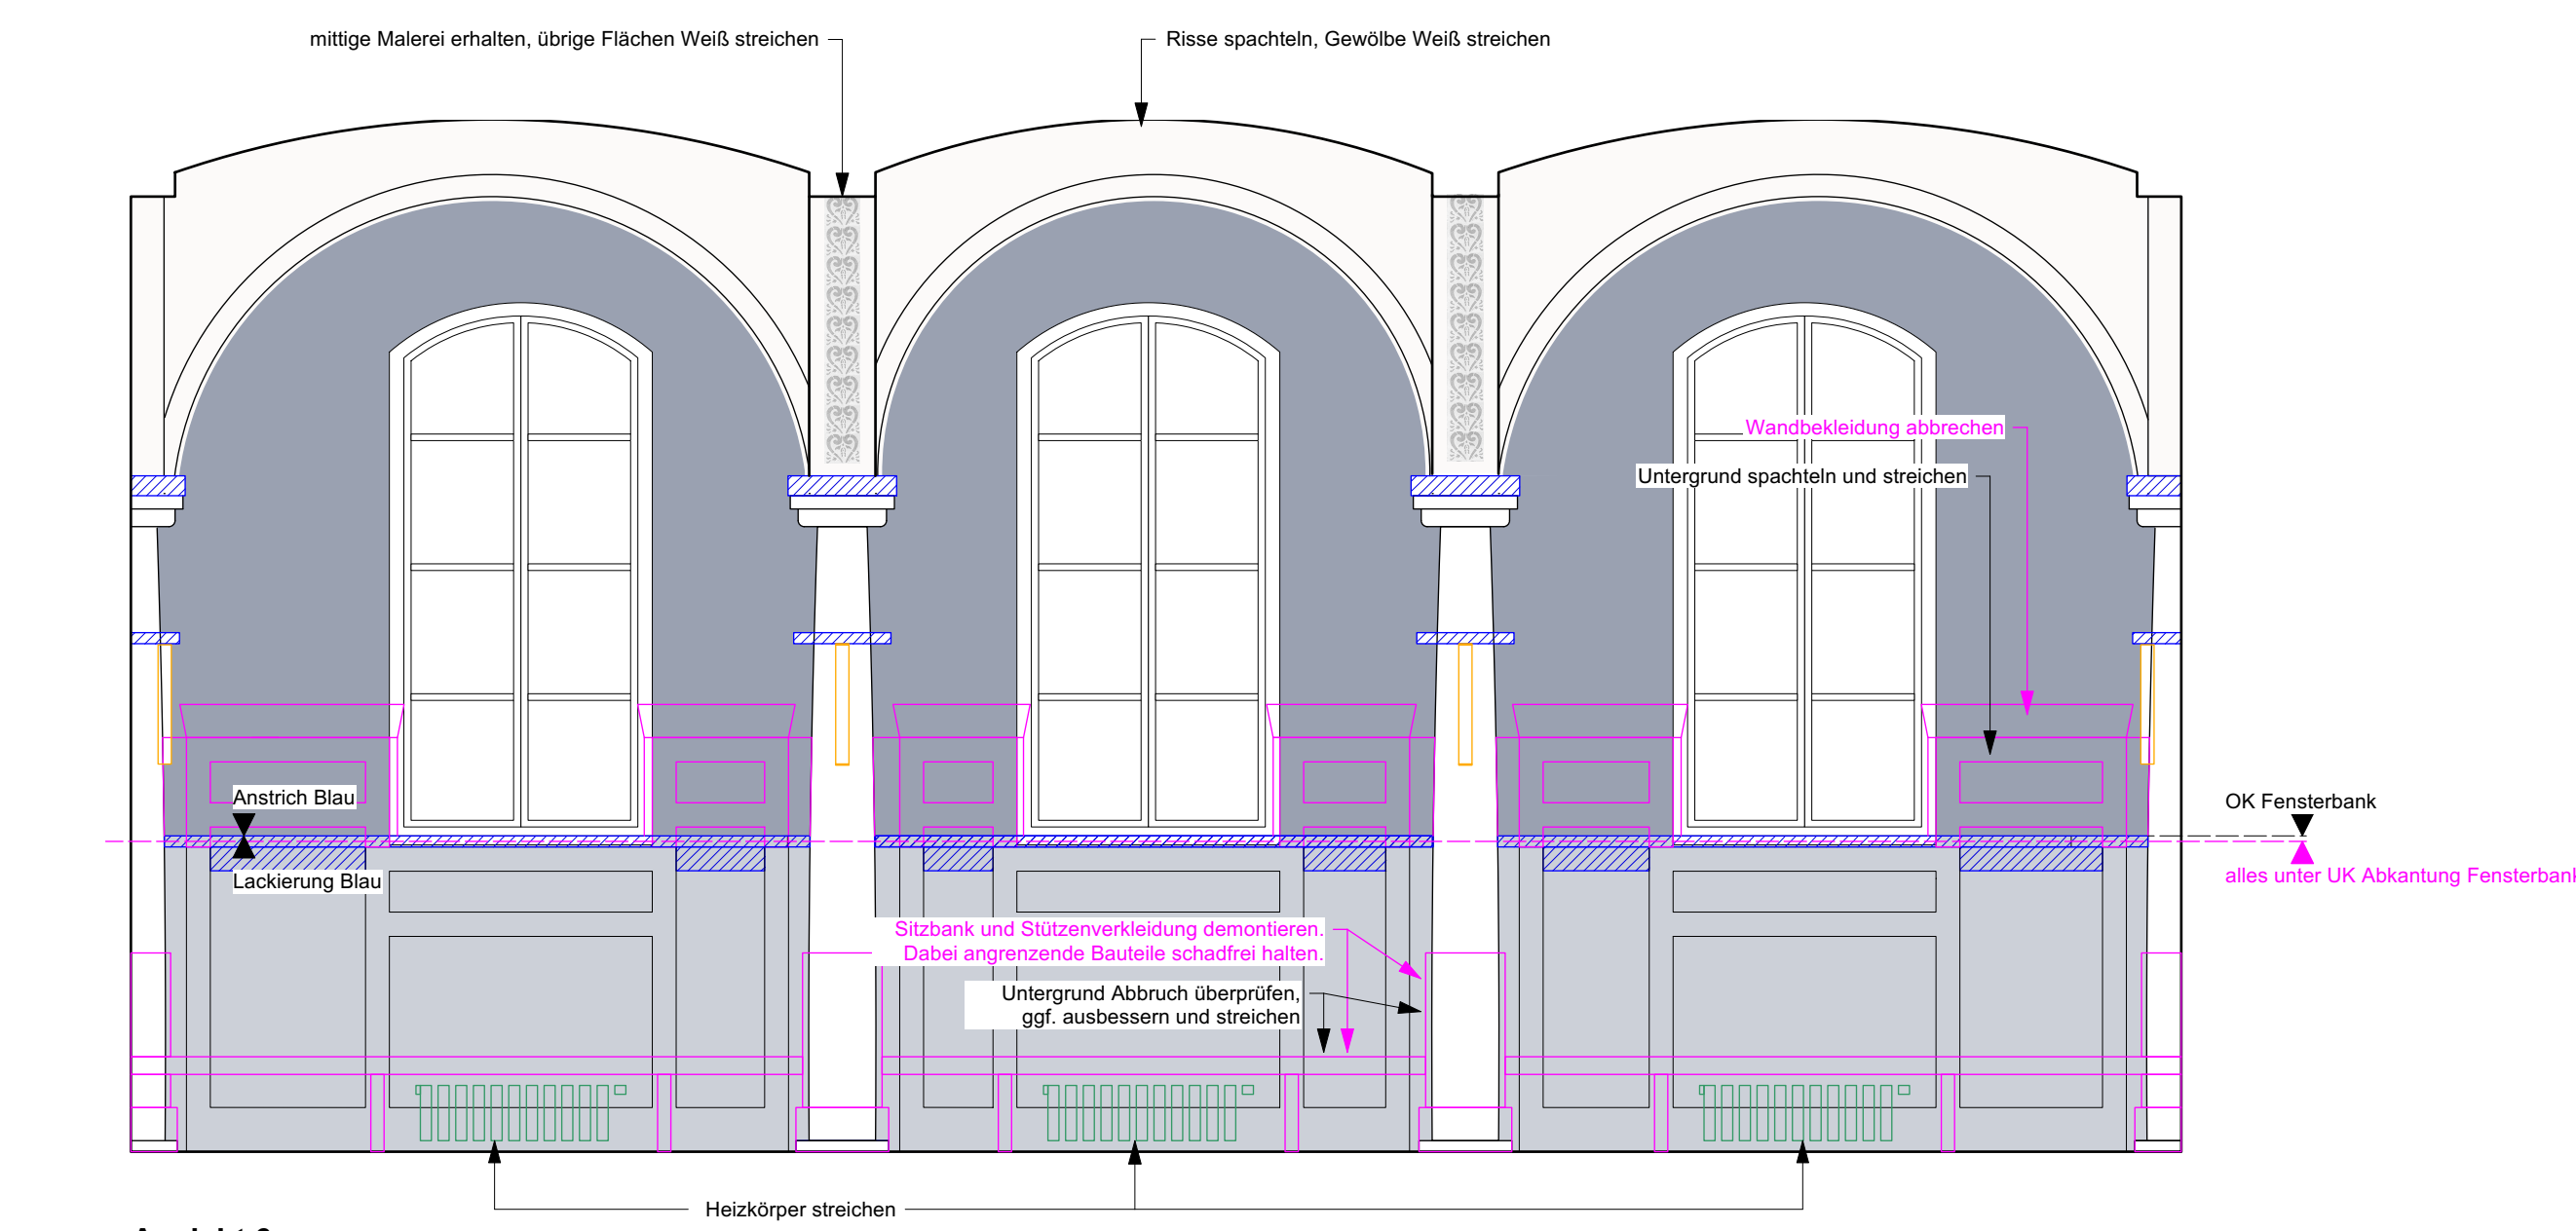 mittige Malerei erhalten, übrige Flächen Weiß streichen
Risse spachteln, Gewölbe Weiß streichen
Wandbekleidung abbrechen
Untergrund spachteln und streichen
Anstrich Blau
OK Fensterbank
Lackierung Blau
alles unter UK Abkantung Fensterbank
Sitzbank und Stützenverkleidung demontieren.
Dabei angrenzende Bauteile schadfrei halten.
Untergrund Abbruch überprüfen,
ggf. ausbessern und streichen
Heizkörper streichen